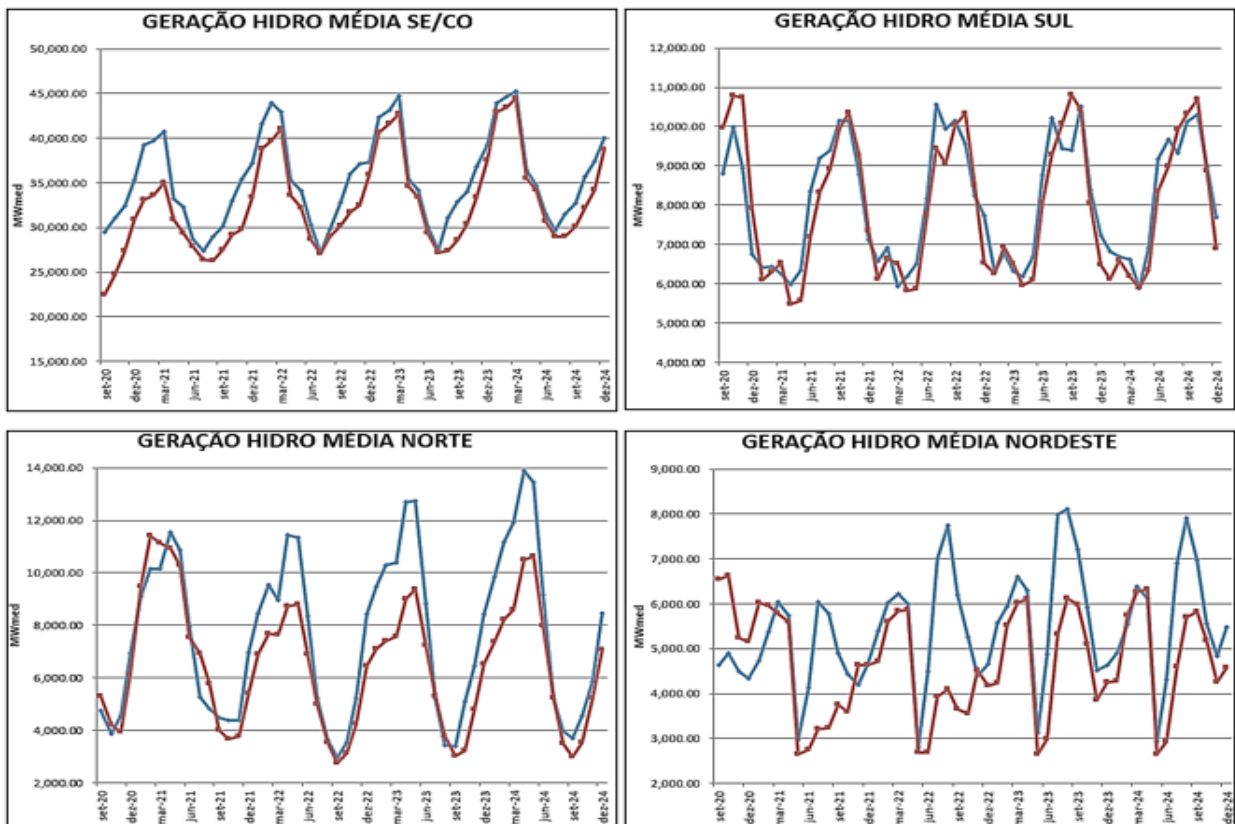 GERAÇÃO HIDRO MÉDIA SE/CO
50,000.00
45,000.00
40,000.00
35,000.00
30,000.00
25,000.00
20,000.00
15,000.00
MWmed
set-20
dez-20
mar-21
jun-21
set-21
dez-21
mar-22
jun-22
set-22
dez-22
mar-23
jun-23
set-23
dez-23
mar-24
jun-24
set-24
dez-24
GERAÇÃO HIDRO MÉDIA SUL
12,000.00
11,000.00
10,000.00
9,000.00
8,000.00
7,000.00
6,000.00
5,000.00
4,000.00
set-20
dez-20
mar-21
jun-21
set-21
dez-21
mar-22
jun-22
set-22
dez-22
mar-23
jun-23
set-23
dez-23
mar-24
jun-24
set-24
dez-24
GERAÇÃO HIDRO MÉDIA NORTE
14,000.00
12,000.00
10,000.00
8,000.00
6,000.00
4,000.00
2,000.00
MWmed
set-20
dez-20
mar-21
jun-21
set-21
dez-21
mar-22
jun-22
set-22
dez-22
mar-23
jun-23
set-23
dez-23
mar-24
jun-24
set-24
dez-24
GERAÇÃO HIDRO MÉDIA NORDESTE
9,000.00
8,000.00
7,000.00
6,000.00
5,000.00
4,000.00
3,000.00
2,000.00
set-20
dez-20
mar-21
jun-21
set-21
dez-21
mar-22
jun-22
set-22
dez-22
mar-23
jun-23
set-23
dez-23
mar-24
jun-24
set-24
dez-24